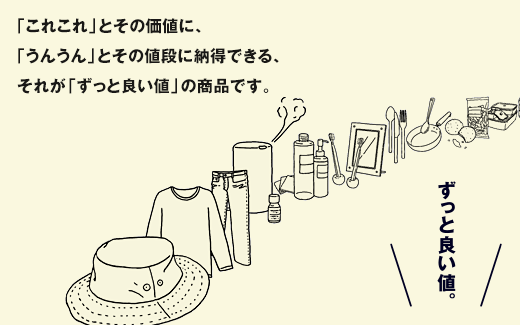 「これこれ」とその価値に、
「うんうん」とその値段に納得できる、
それが「ずっと良い値」の商品です。
ずっと良い値。